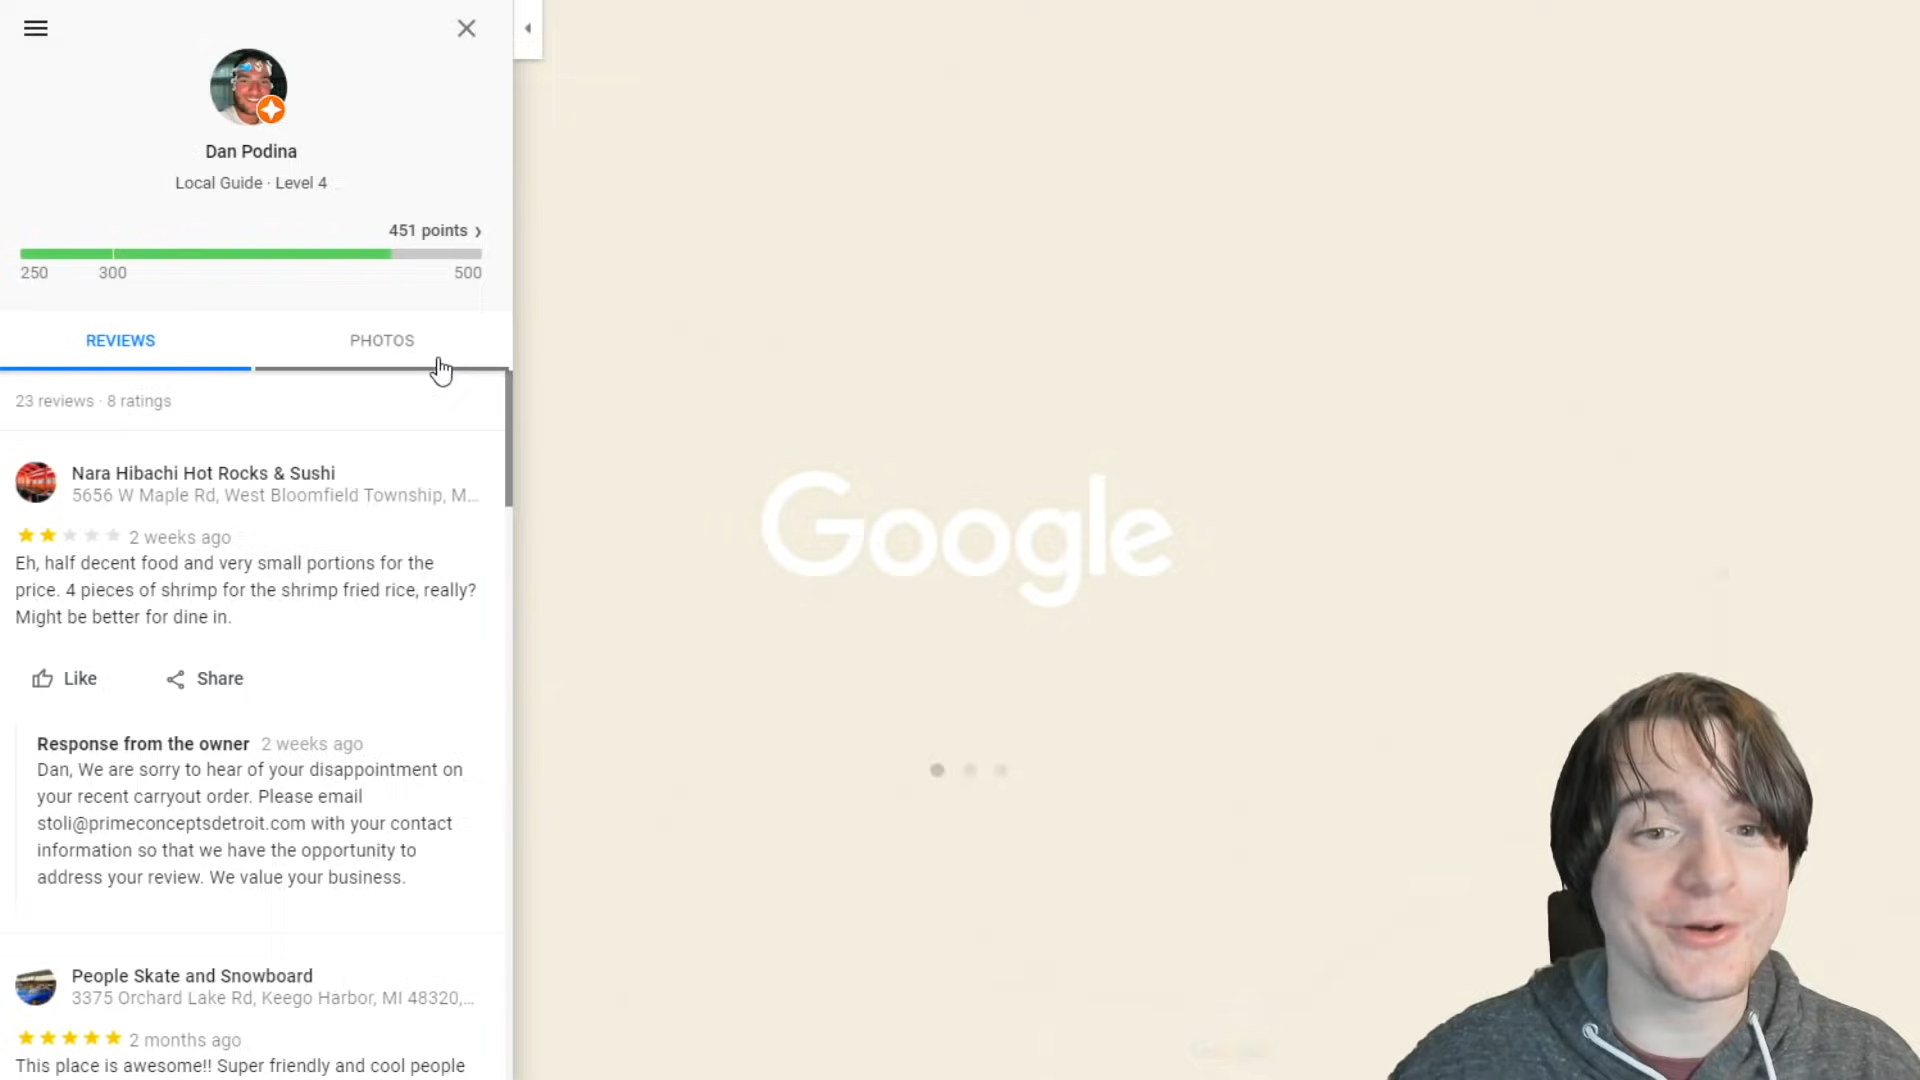 Dan Podina
Local Guide · Level 4
451 points ›
250 300 500
REVIEWS PHOTOS
23 reviews · 8 ratings
Nara Hibachi Hot Rocks & Sushi
5656 W Maple Rd, West Bloomfield Township, M...
2 weeks ago
Eh, half decent food and very small portions for the
price. 4 pieces of shrimp for the shrimp fried rice, really?
Might be better for dine in.
Like Share
Response from the owner 2 weeks ago
Dan, We are sorry to hear of your disappointment on
your recent carryout order. Please email
stoli@primeconceptsdetroit.com with your contact
information so that we have the opportunity to
address your review. We value your business.
People Skate and Snowboard
3375 Orchard Lake Rd, Keego Harbor, MI 48320,...
2 months ago
This place is awesome!! Super friendly and cool people
Google
Google